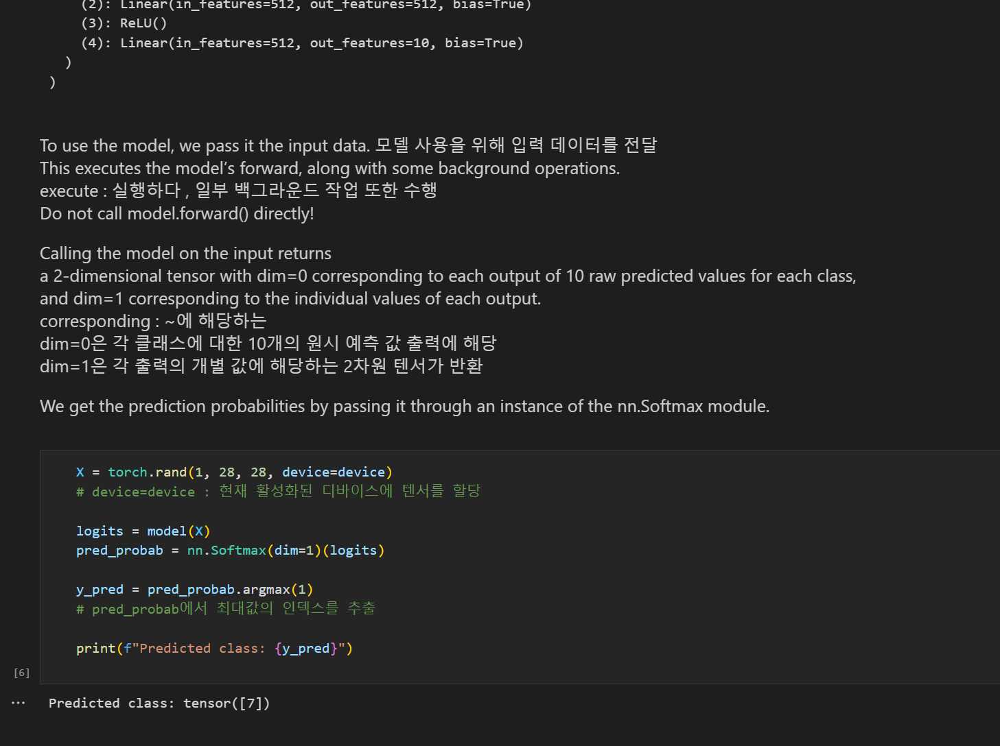 (2): Linear(in_features=512, out_features=512, bias=True)
(3): ReLU()
(4): Linear(in_features=512, out_features=10, bias=True)
)
)
To use the model, we pass it the input data. 모델 사용을 위해 입력 데이터를 전달
This executes the model’s forward, along with some background operations.
execute : 실행하다 , 일부 백그라운드 작업 또한 수행
Do not call model.forward() directly!
Calling the model on the input returns
a 2-dimensional tensor with dim=0 corresponding to each output of 10 raw predicted values for each class,
and dim=1 corresponding to the individual values of each output.
corresponding : ~에 해당하는
dim=0은 각 클래스에 대한 10개의 원시 예측 값 출력에 해당
dim=1은 각 출력의 개별 값에 해당하는 2차원 텐서가 반환
We get the prediction probabilities by passing it through an instance of the nn.Softmax module.
X = torch.rand(1, 28, 28, device=device)
# device=device : 현재 활성화된 디바이스에 텐서를 할당
logits = model(X)
pred_probab = nn.Softmax(dim=1)(logits)
y_pred = pred_probab.argmax(1)
# pred_probab에서 최대값의 인덱스를 추출
print(f"Predicted class: {y_pred}")
[6]
··· Predicted class: tensor([7])